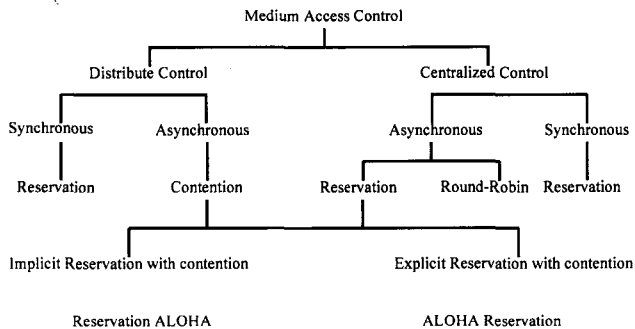 Medium Access Control
Distribute Control Centralized Control
Synchronous Asynchronous Asynchronous Synchronous
Reservation Contention Reservation Round-Robin Reservation
Implicit Reservation with contention Explicit Reservation with contention
Reservation ALOHA ALOHA Reservation